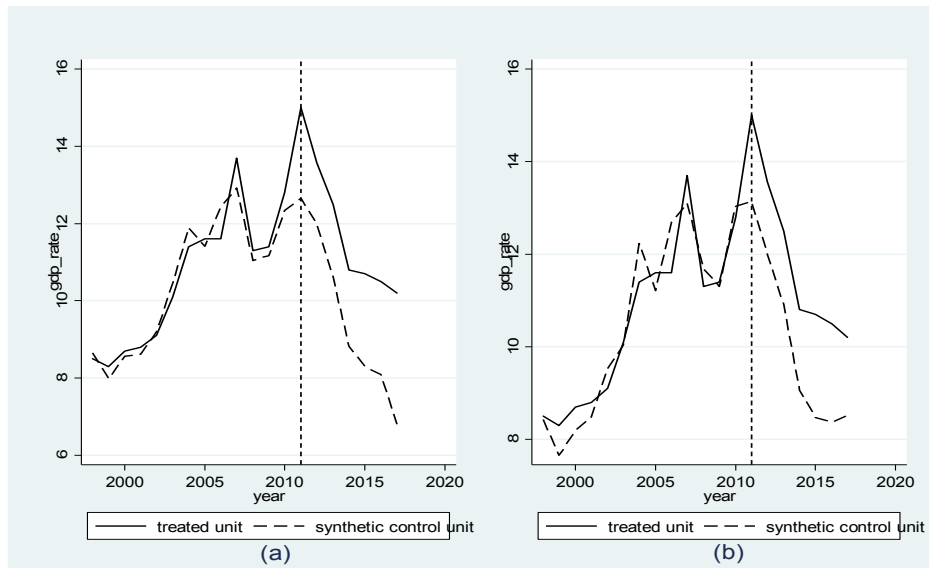 16
14
12
10
8
6
gdp_rate
2000 2005 2010 2015 2020
year
treated unit synthetic control unit
(a)
16
14
12
10
8
gdp_rate
2000 2005 2010 2015 2020
year
treated unit synthetic control unit
(b)